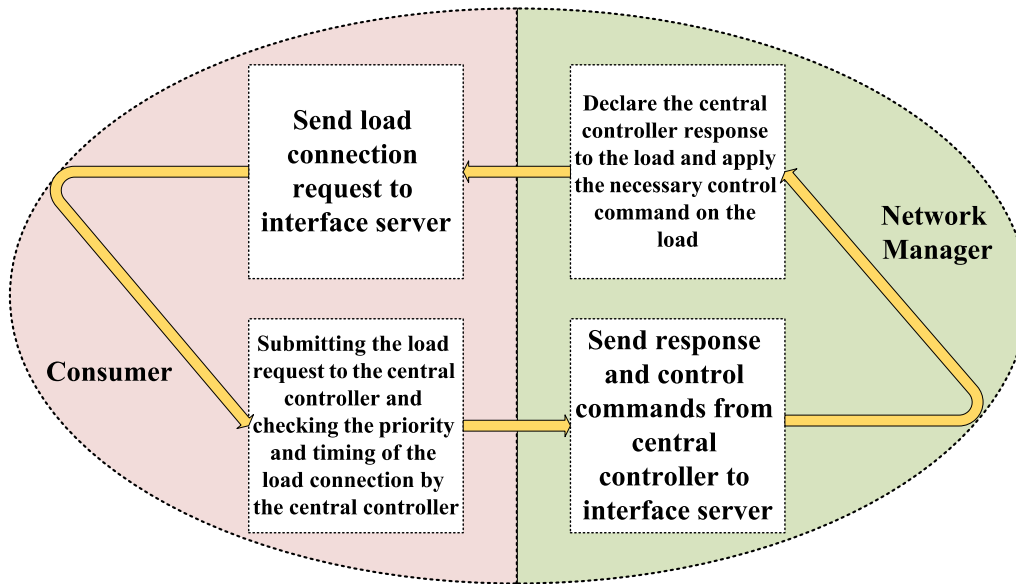 Send load
connection
request to
interface server
Declare the central
controller response
to the load and apply
the necessary control
command on the
load
Network
Manager
Consumer
Submitting the load
request to the central
controller and
checking the priority
and timing of the
load connection by
the central controller
Send response
and control
commands from
central
controller to
interface server